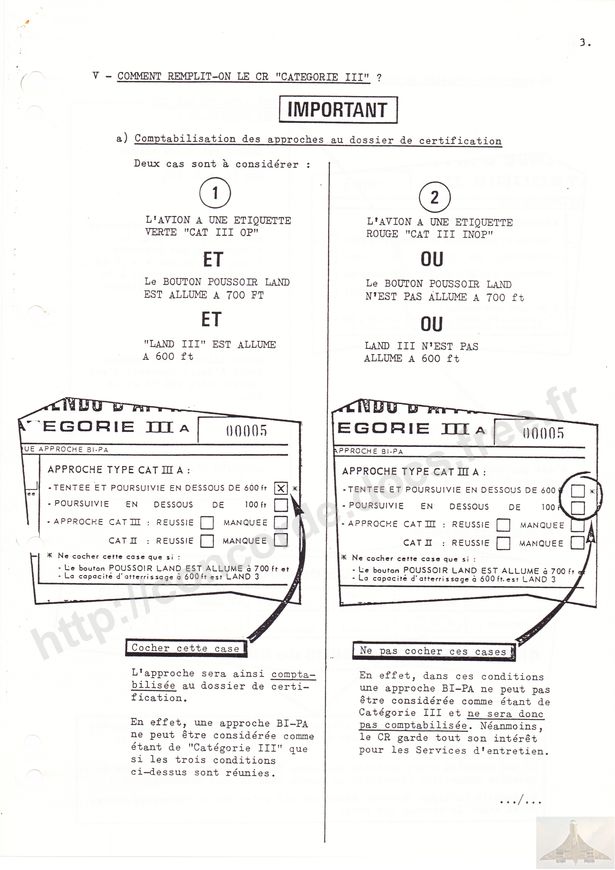 3.
V - COMMENT REMPLIT-ON LE CR "CATEGORIE III" ?
IMPORTANT
a) Comptabilisation des approches au dossier de certification
Deux cas sont à considérer :
1
L'AVION A UNE ETIQUETTE
VERTE "CAT III OP"
ET
Le BOUTON POUSSOIR LAND
EST ALLUME A 700 FT
ET
"LAND III" EST ALLUME
A 600 ft
EGORIE III A
00005
UE APPROCHE BI-PA
APPROCHE TYPE CAT III A :
- TENTEE ET POURSUIVIE EN DESSOUS DE 600 ft X *
- POURSUIVIE EN DESSOUS DE 100 ft
- APPROCHE CAT III : REUSSIE MANQUEE
CAT II : REUSSIE MANQUEE
* Ne cocher cette case que si :
- Le bouton POUSSOIR LAND EST ALLUME à 700 ft et
- La capacité d'atterrissage à 600 ft est LAND 3
Cocher cette case
L'approche sera ainsi compta-
bilisée au dossier de certi-
fication.
En effet, une approche BI-PA
ne peut être considérée comme
étant de "Catégorie III" que
si les trois conditions
ci-dessus sont réunies.
2
L'AVION A UNE ETIQUETTE
ROUGE "CAT III INOP"
OU
Le BOUTON POUSSOIR LAND
N'EST PAS ALLUME A 700 ft
OU
LAND III N'EST PAS
ALLUME A 600 ft
EGORIE III A
00005
APPROCHE BI-PA
APPROCHE TYPE CAT III A :
- TENTEE ET POURSUIVIE EN DESSOUS DE 600 *
- POURSUIVIE EN DESSOUS DE 100 ft
- APPROCHE CAT III : REUSSIE MANQUEE
CAT II : REUSSIE MANQUEE
* Ne cocher cette case que si :
- Le bouton POUSSOIR LAND EST ALLUME à 700 ft
- La capacité d'atterrissage à 600 ft est LAND 3
Ne pas cocher ces cases
En effet, dans ces conditions
une approche BI-PA ne peut pas
être considérée comme étant de
Catégorie III et ne sera donc
pas comptabilisée. Néanmoins,
le CR garde tout son intérêt
pour les Services d'entretien.
.../...
http://concorde.docs.free.fr